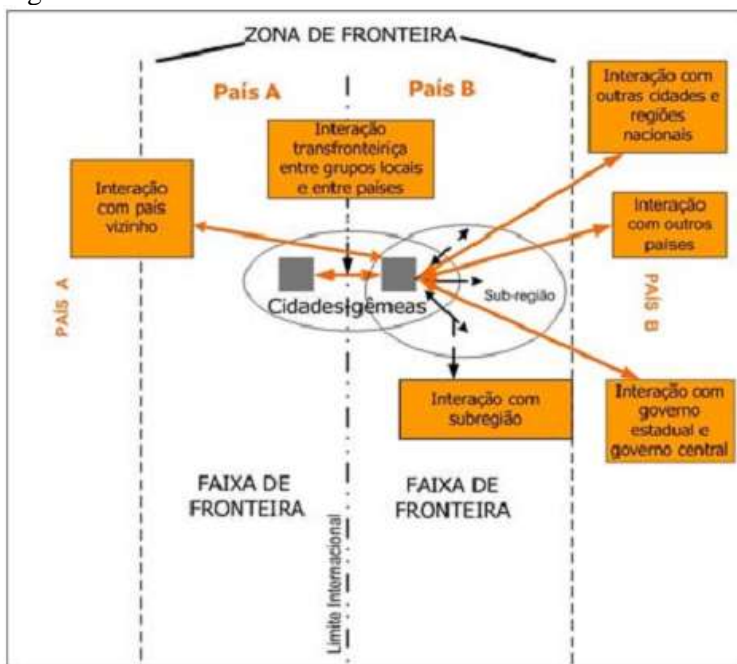 ZONA DE FRONTEIRA
País A
País B
Interação com
outras cidades e
regiões
nacionais
Interação
transfronteiriça
entre grupos locais
e entre países
Interação
com país
vizinho
Interação
com outros
países
Sub-região
Cidades-gêmeas
PAÍS A
PAÍS B
Interação com
subregião
Interação com
governo
estadual e
governo central
FAIXA DE
FRONTEIRA
FAIXA DE
FRONTEIRA
Limite Internacional